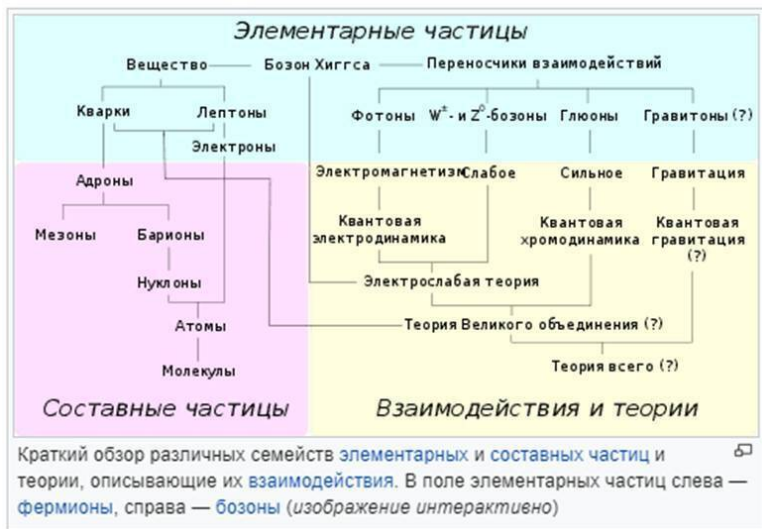 Элементарные частицы
Вещество Бозон Хиггса Переносчики взаимодействий
Кварки Лептоны Фотоны W±- и Z⁰-бозоны Глюоны Гравитоны (?)
Электроны
Адроны Электромагнетизм Слабое Сильное Гравитация
Мезоны Барионы Квантовая электродинамика Квантовая хромодинамика Квантовая гравитация (?)
Нуклоны Электрослабая теория
Атомы Теория Великого объединения (?)
Молекулы Теория всего (?)
Составные частицы Взаимодействия и теории
Краткий обзор различных семейств элементарных и составных частиц и
теории, описывающие их взаимодействия. В поле элементарных частиц слева —
фермионы, справа — бозоны (изображение интерактивно)